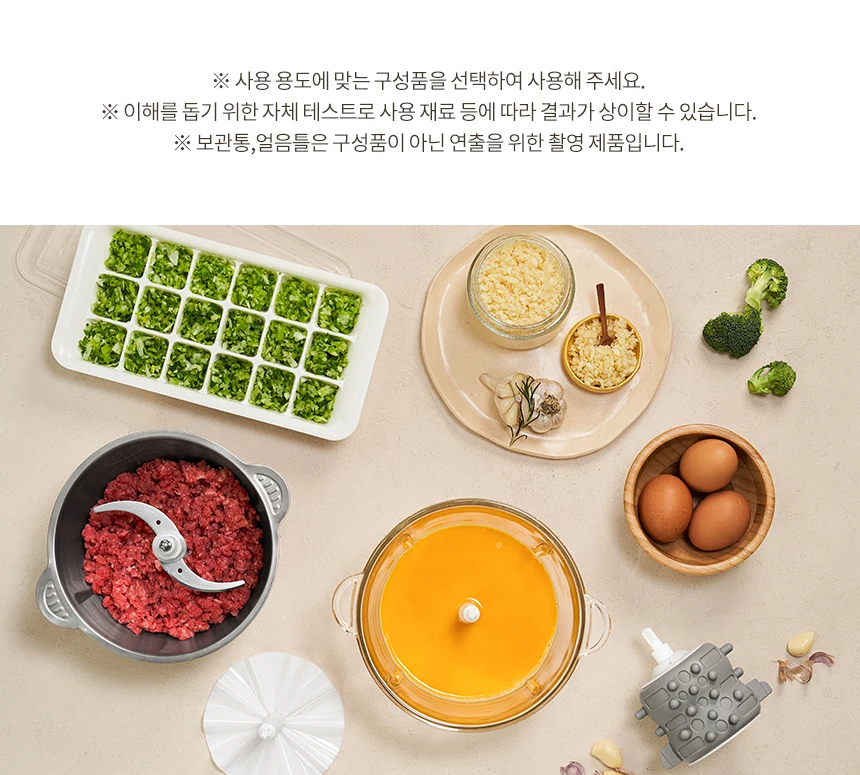 ※ 사용 용도에 맞는 구성품을 선택하여 사용해 주세요.
※ 이해를 돕기 위한 자체 테스트로 사용 재료 등에 따라 결과가 상이할 수 있습니다.
※ 보관통,얼음틀은 구성품이 아닌 연출을 위한 촬영 제품입니다.